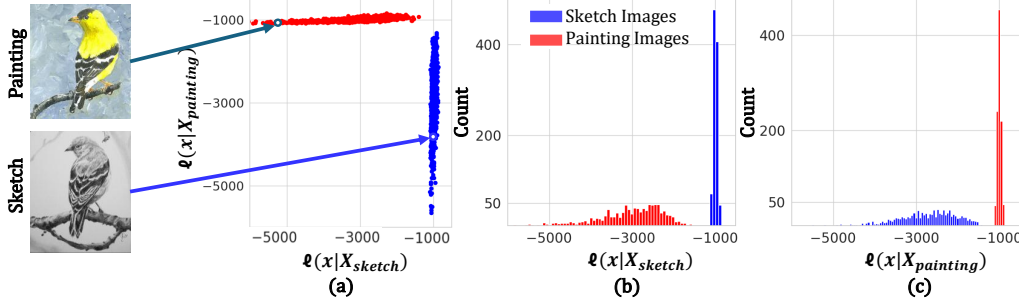 Painting
Sketch
ℓ(x|X_painting)
−1000
−3000
−5000
−5000
−3000
−1000
ℓ(x|X_sketch)
(a)
Sketch Images
Painting Images
Count
400
200
50
−5000
−3000
−1000
ℓ(x|X_sketch)
(b)
Count
400
200
50
−5000
−3000
−1000
ℓ(x|X_painting)
(c)